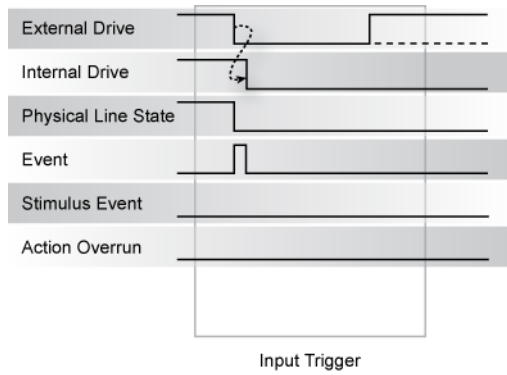 External Drive
Internal Drive
Physical Line State
Event
Stimulus Event
Action Overrun
Input Trigger